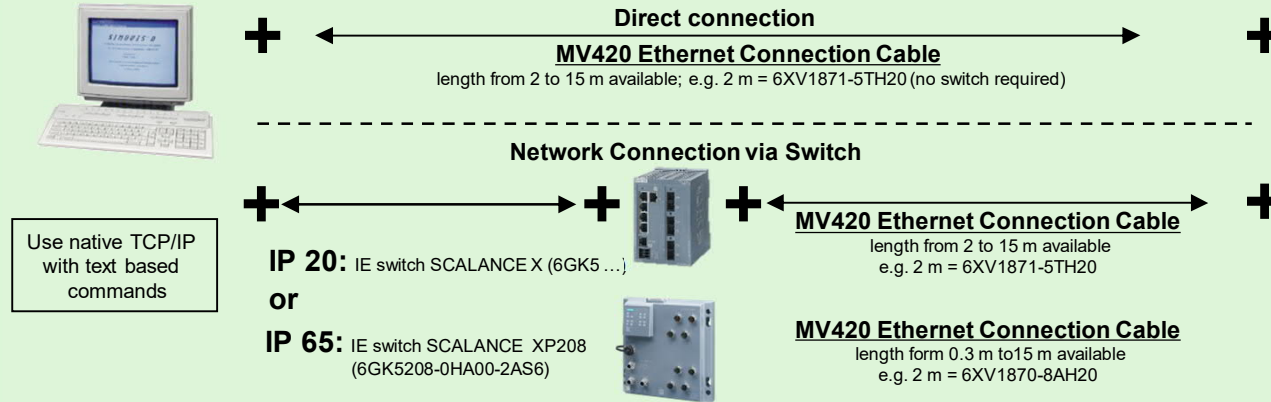 Direct connection
MV420 Ethernet Connection Cable
length from 2 to 15 m available; e.g. 2 m = 6XV1871-5TH20 (no switch required)
Network Connection via Switch
Use native TCP/IP
with text based
commands
IP 20: IE switch SCALANCE X (6GK5 …)
or
IP 65: IE switch SCALANCE XP208
(6GK5208-0HA00-2AS6)
MV420 Ethernet Connection Cable
length from 2 to 15 m available
e.g. 2 m = 6XV1871-5TH20
MV420 Ethernet Connection Cable
length form 0.3 m to15 m available
e.g. 2 m = 6XV1870-8AH20